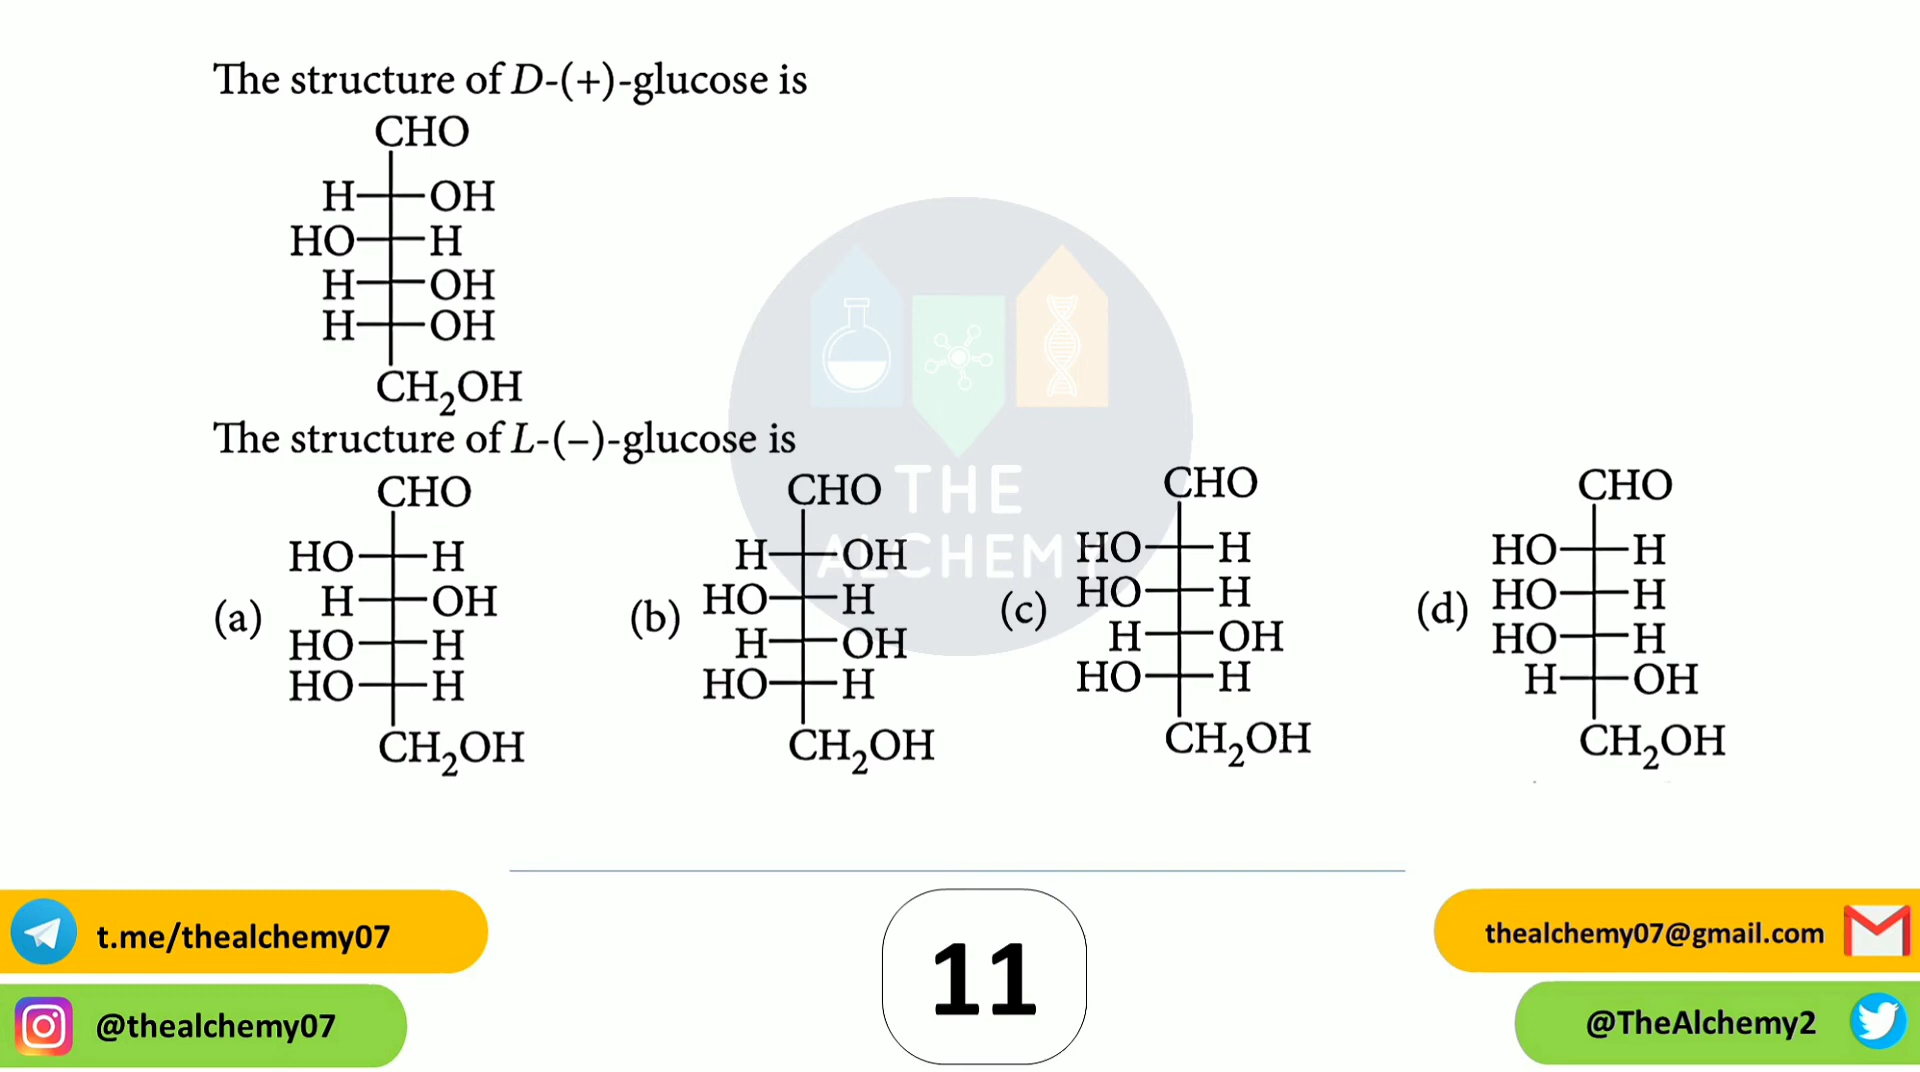 The structure of D-(+)-glucose is
CHO
H OH
HO H
H OH
H OH
CH₂OH
The structure of L-(–)-glucose is
(a)
CHO
HO H
H OH
HO H
HO H
CH₂OH
(b)
CHO
H OH
HO H
H OH
HO H
CH₂OH
(c)
CHO
HO H
HO H
H OH
HO H
CH₂OH
(d)
CHO
HO H
HO H
HO H
H OH
CH₂OH
THE
ALCHEMY
t.me/thealchemy07
@thealchemy07
11
thealchemy07@gmail.com
@TheAlchemy2